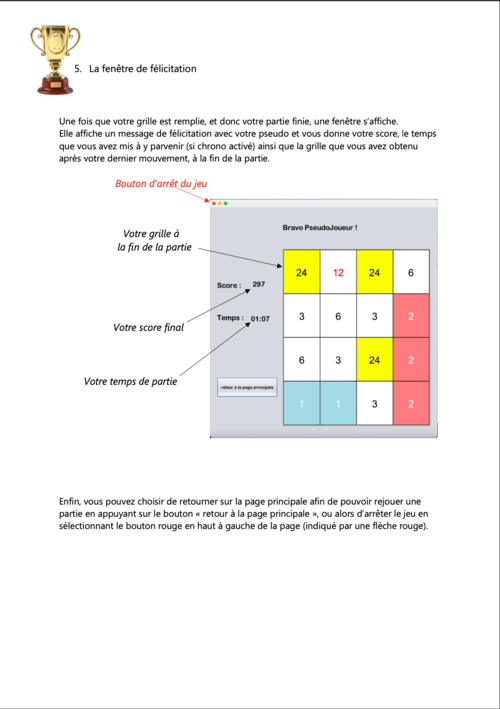 5. La fenêtre de félicitation
Une fois que votre grille est remplie, et donc votre partie finie, une fenêtre s'affiche.
Elle affiche un message de félicitation avec votre pseudo et vous donne votre score, le temps
que vous avez mis à y parvenir (si chrono activé) ainsi que la grille que vous avez obtenu
après votre dernier mouvement, à la fin de la partie.
Bouton d'arrêt du jeu
Votre grille à
la fin de la partie
Votre score final
Votre temps de partie
Bravo PseudoJoueur !
Score : 297
Temps : 01:07
retour à la page principale
24 12 24 6
3 6 3 2
6 3 24 2
1 1 3 2
Enfin, vous pouvez choisir de retourner sur la page principale afin de pouvoir rejouer une
partie en appuyant sur le bouton « retour à la page principale », ou alors d'arrêter le jeu en
sélectionnant le bouton rouge en haut à gauche de la page (indiqué par une flèche rouge).